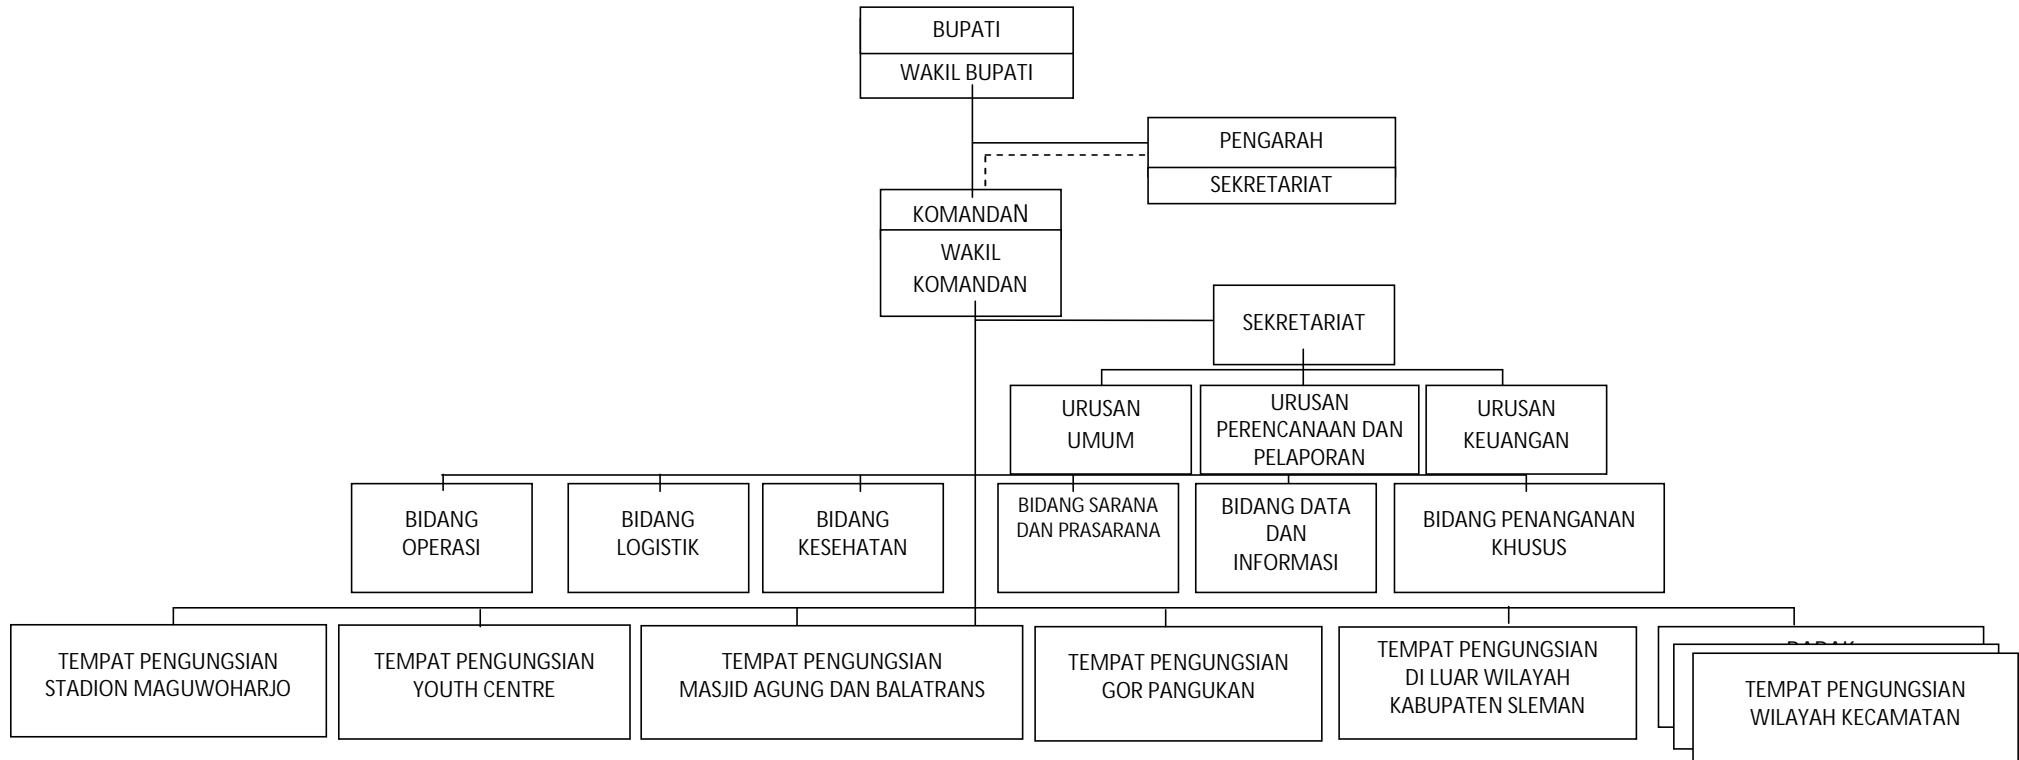 BUPATI
WAKIL BUPATI
PENGARAH
SEKRETARIAT
KOMANDAN
WAKIL
KOMANDAN
SEKRETARIAT
URUSAN
UMUM
URUSAN
PERENCANAAN DAN
PELAPORAN
URUSAN
KEUANGAN
BIDANG
OPERASI
BIDANG
LOGISTIK
BIDANG
KESEHATAN
BIDANG SARANA
DAN PRASARANA
BIDANG DATA
DAN
INFORMASI
BIDANG PENANGANAN
KHUSUS
TEMPAT PENGUNGSIAN
STADION MAGUWOHARJO
TEMPAT PENGUNGSIAN
YOUTH CENTRE
TEMPAT PENGUNGSIAN
MASJID AGUNG DAN BALATRANS
TEMPAT PENGUNGSIAN
GOR PANGUKAN
TEMPAT PENGUNGSIAN
DI LUAR WILAYAH
KABUPATEN SLEMAN
TEMPAT PENGUNGSIAN
WILAYAH KECAMATAN